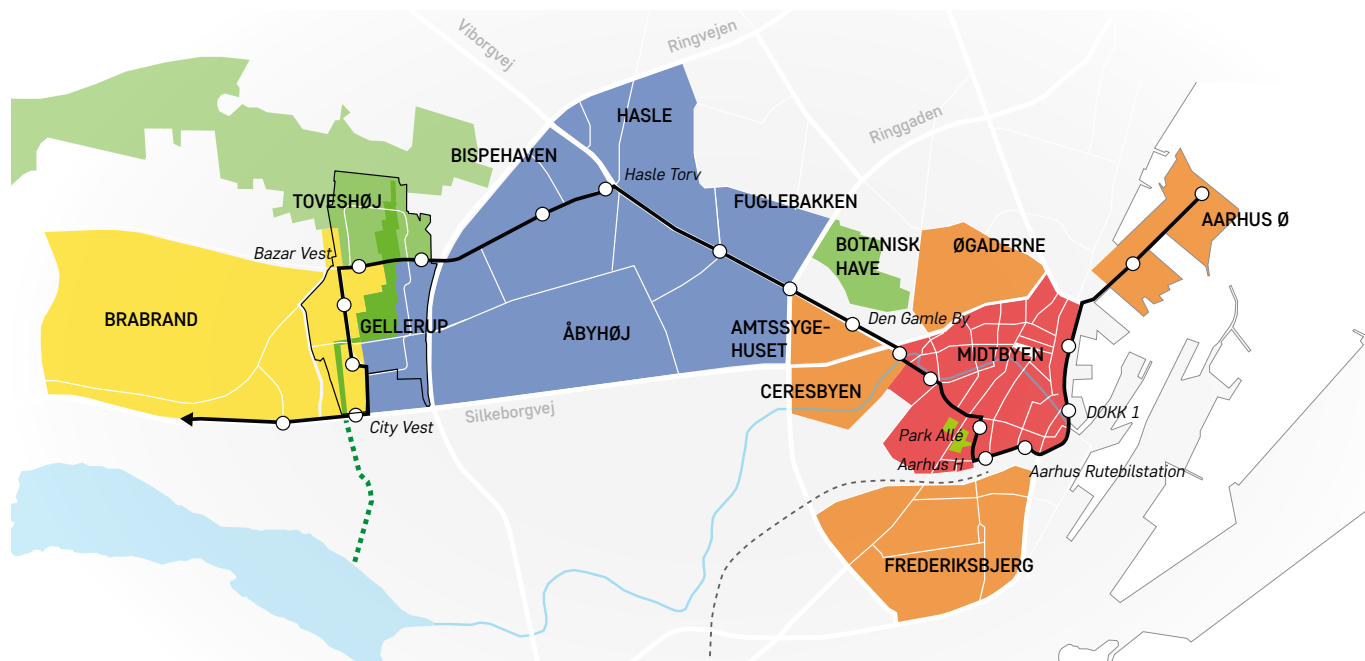 Viborgvej
Ringvejen
HASLE
Ringgaden
BISPEHAVEN
Hasle Torv
TOVESHØJ
FUGLEBAKKEN
AARHUS Ø
BOTANISK
HAVE
ØGADERNE
Bazar Vest
BRABRAND
GELLERUP
ÅBYHØJ
AMTSSYGE-
HUSET
Den Gamle By
MIDTBYEN
CERESBYEN
Silkeborgvej
City Vest
DOKK 1
Park Allé
Aarhus H
Aarhus Rutebilstation
FREDERIKSBJERG